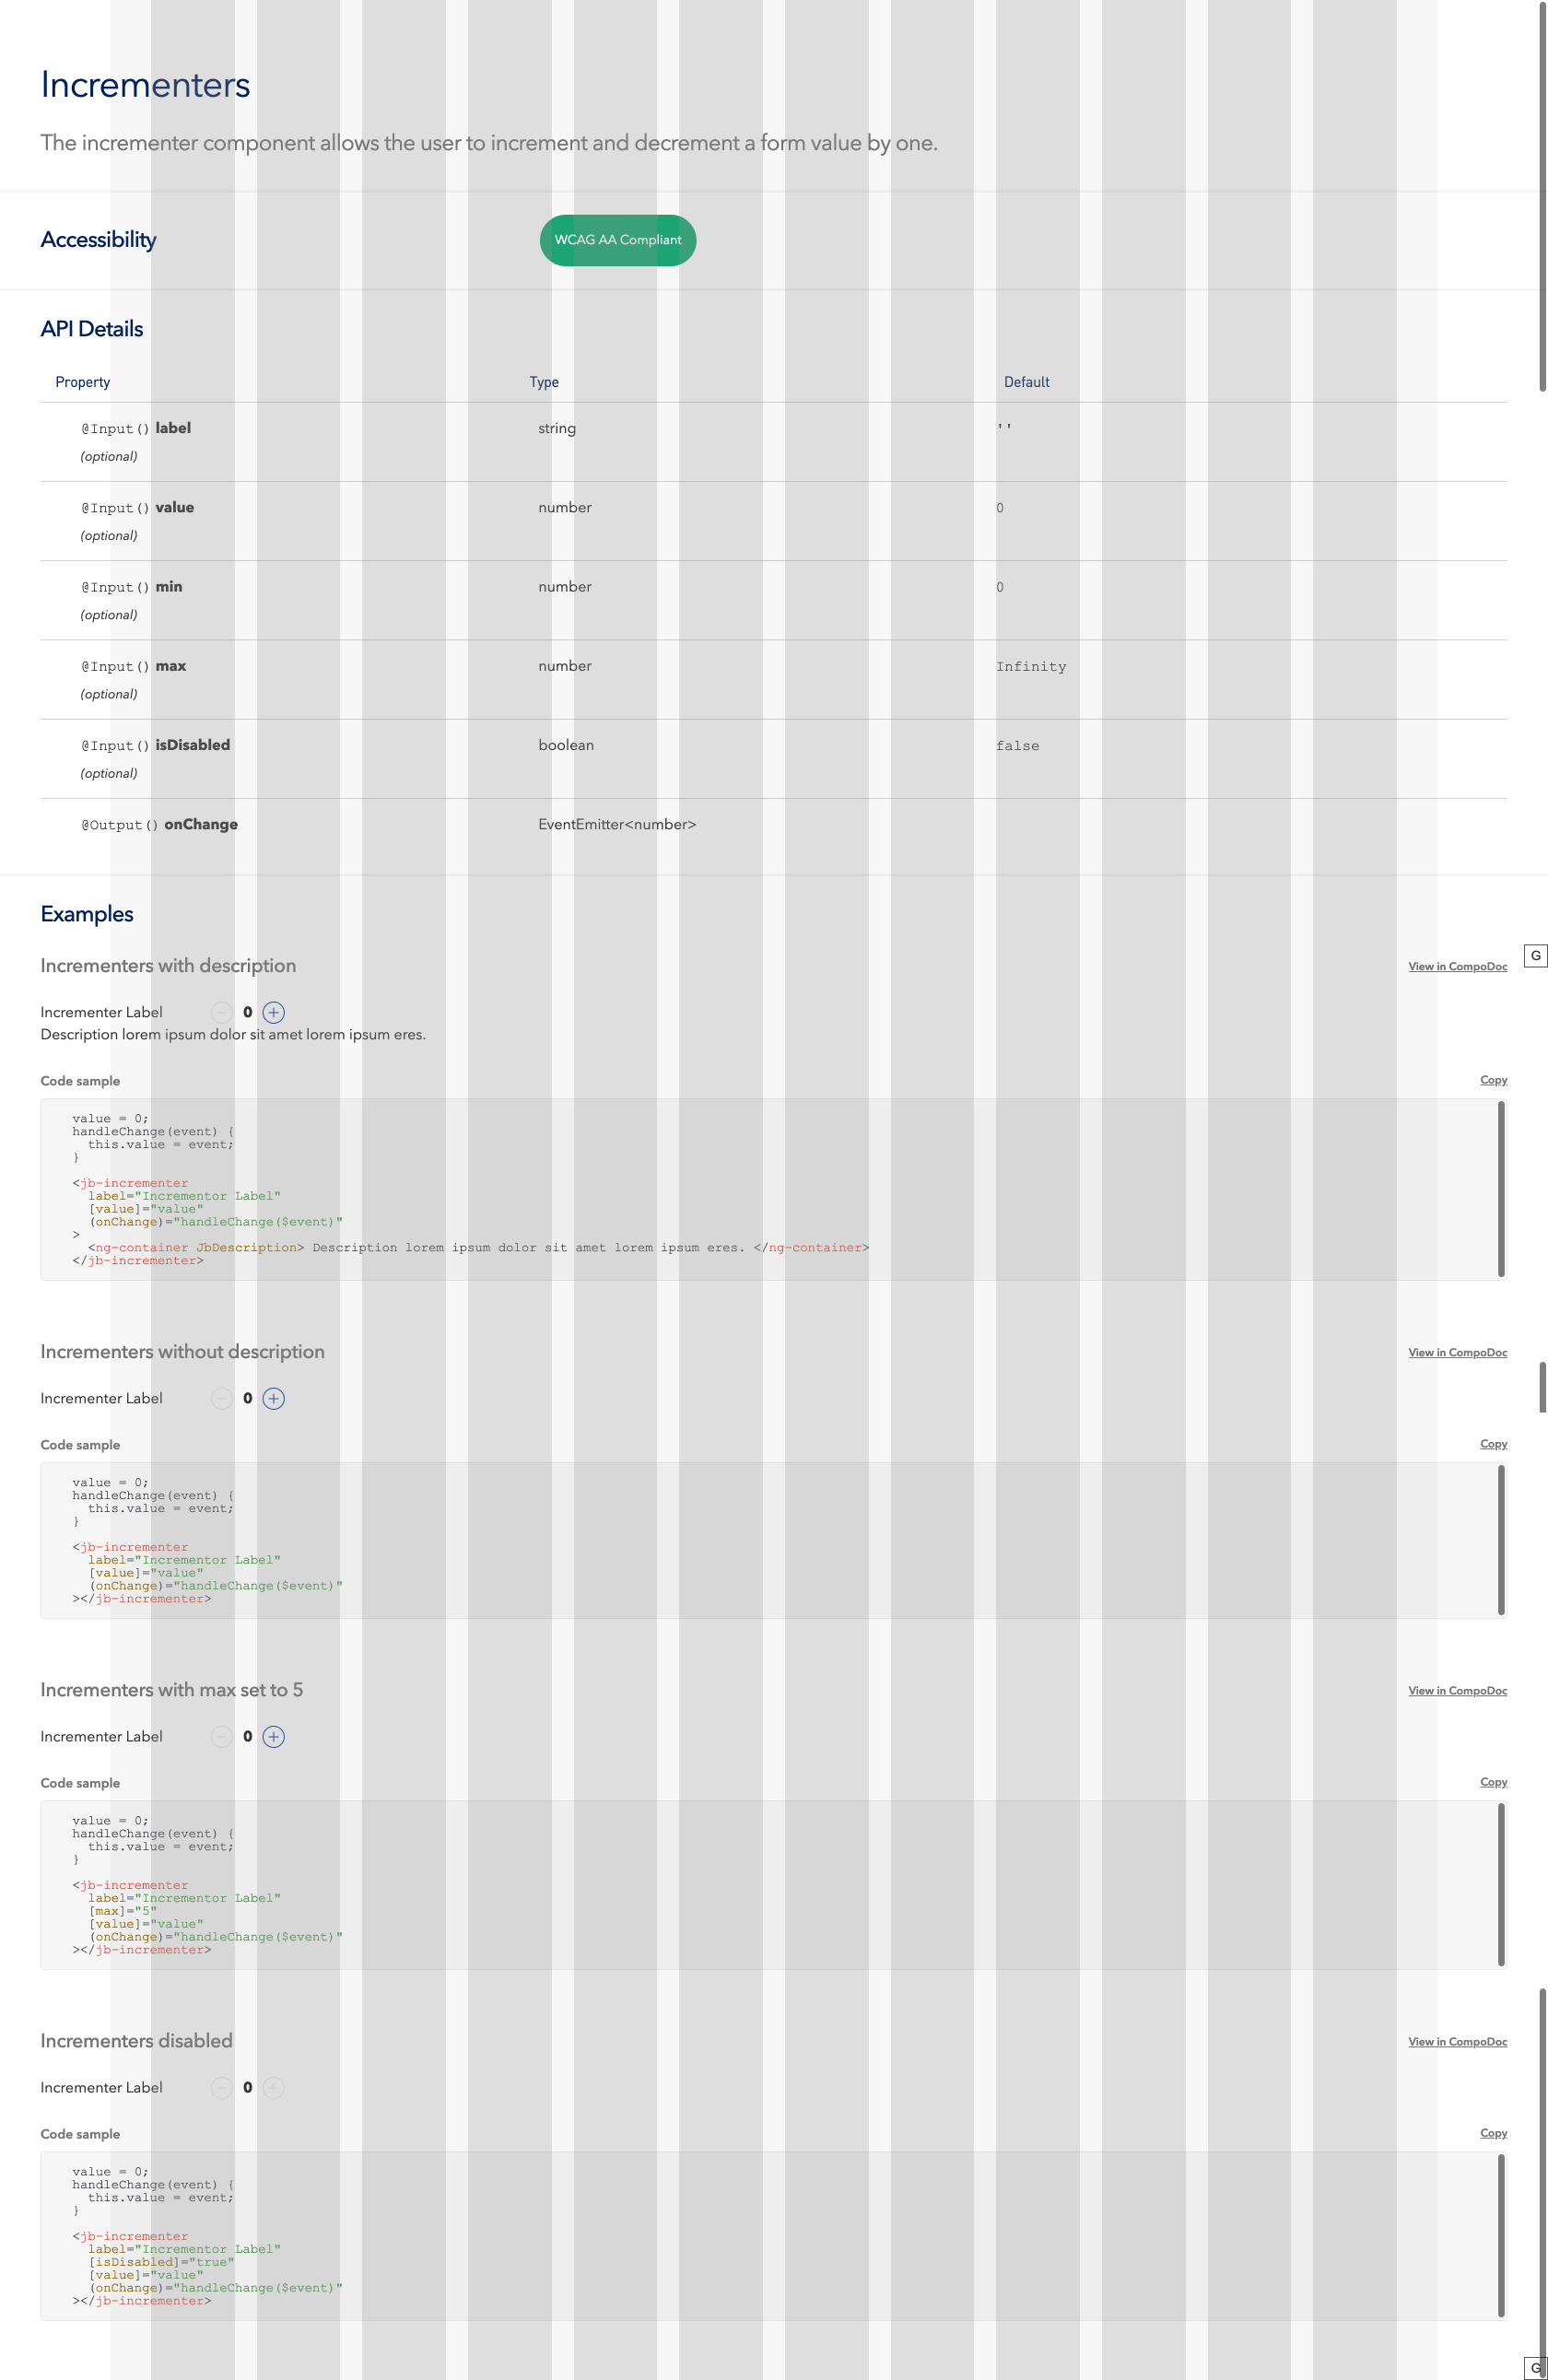 Incrementers
The incrementer component allows the user to increment and decrement a form value by one.
Accessibility
WCAG AA Compliant
API Details
Property Type Default
@Input() label string ''
(optional)
@Input() value number 0
(optional)
@Input() min number 0
(optional)
@Input() max number Infinity
(optional)
@Input() isDisabled boolean false
(optional)
@Output() onChange EventEmitter<number>
Examples
Incrementers with description View in CompoDoc G
Incrementer Label 0
Description lorem ipsum dolor sit amet lorem ipsum eres.
Code sample Copy
value = 0;
handleChange(event) {
  this.value = event;
}
<jb-incrementer
  label="Incrementor Label"
  [value]="value"
  (onChange)="handleChange($event)"
>
  <ng-container JbDescription> Description lorem ipsum dolor sit amet lorem ipsum eres. </ng-container>
</jb-incrementer>
Incrementers without description View in CompoDoc
Incrementer Label 0
Code sample Copy
value = 0;
handleChange(event) {
  this.value = event;
}
<jb-incrementer
  label="Incrementor Label"
  [value]="value"
  (onChange)="handleChange($event)"
></jb-incrementer>
Incrementers with max set to 5 View in CompoDoc
Incrementer Label 0
Code sample Copy
value = 0;
handleChange(event) {
  this.value = event;
}
<jb-incrementer
  label="Incrementor Label"
  [max]="5"
  [value]="value"
  (onChange)="handleChange($event)"
></jb-incrementer>
Incrementers disabled View in CompoDoc
Incrementer Label 0
Code sample Copy
value = 0;
handleChange(event) {
  this.value = event;
}
<jb-incrementer
  label="Incrementor Label"
  [isDisabled]="true"
  [value]="value"
  (onChange)="handleChange($event)"
></jb-incrementer>
G